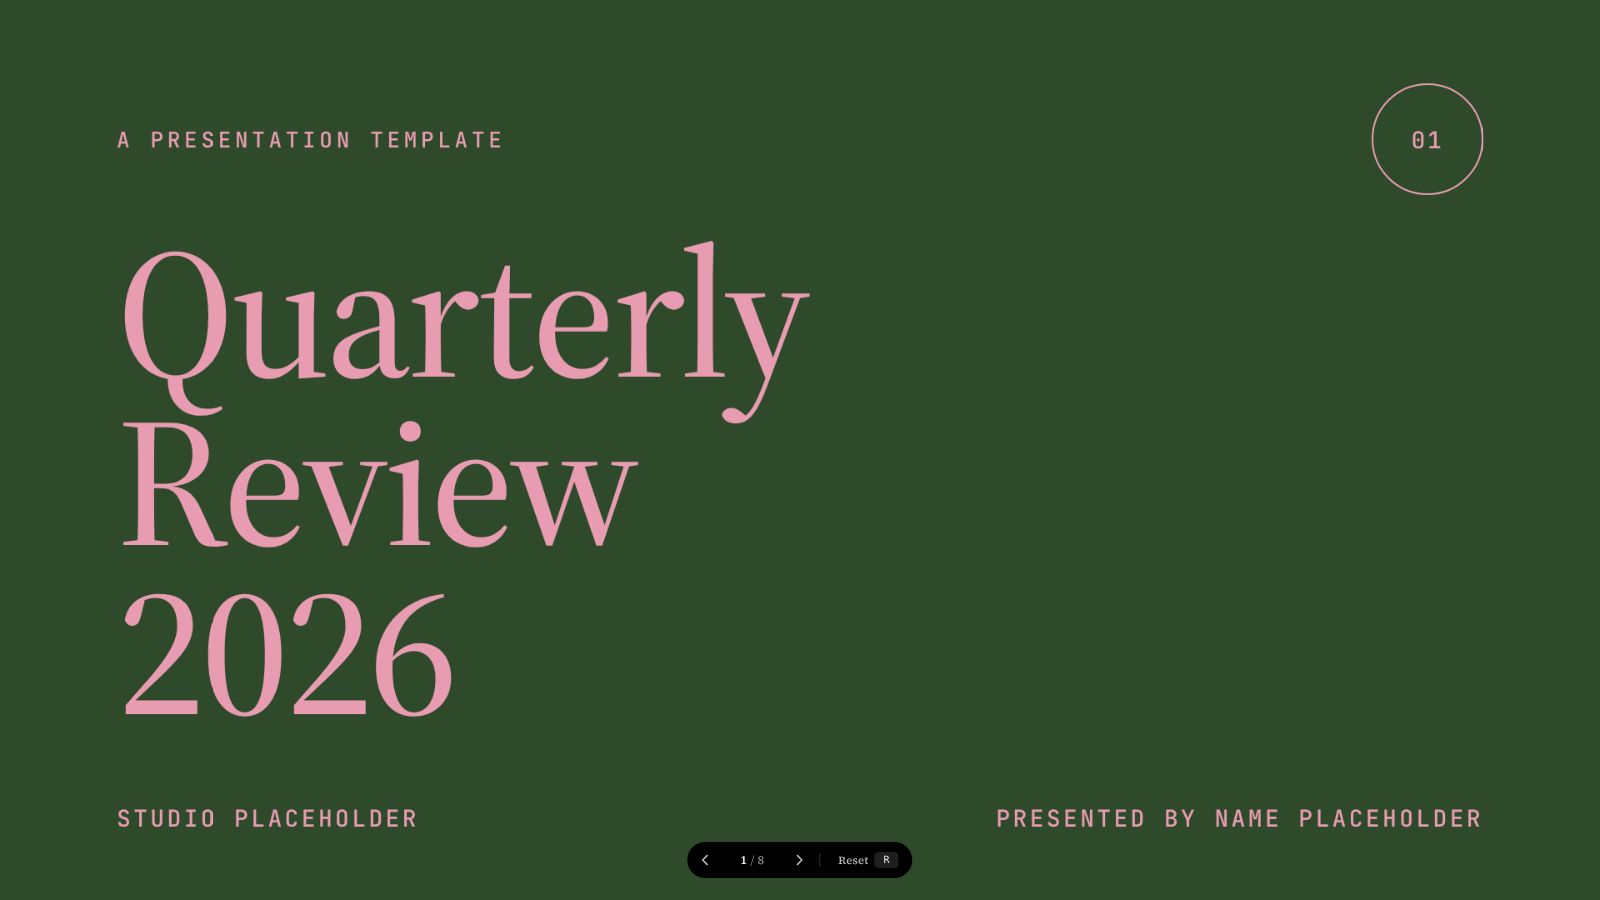 A PRESENTATION TEMPLATE
01
Quarterly
Review
2026
STUDIO PLACEHOLDER
PRESENTED BY NAME PLACEHOLDER
1 / 8 Reset R